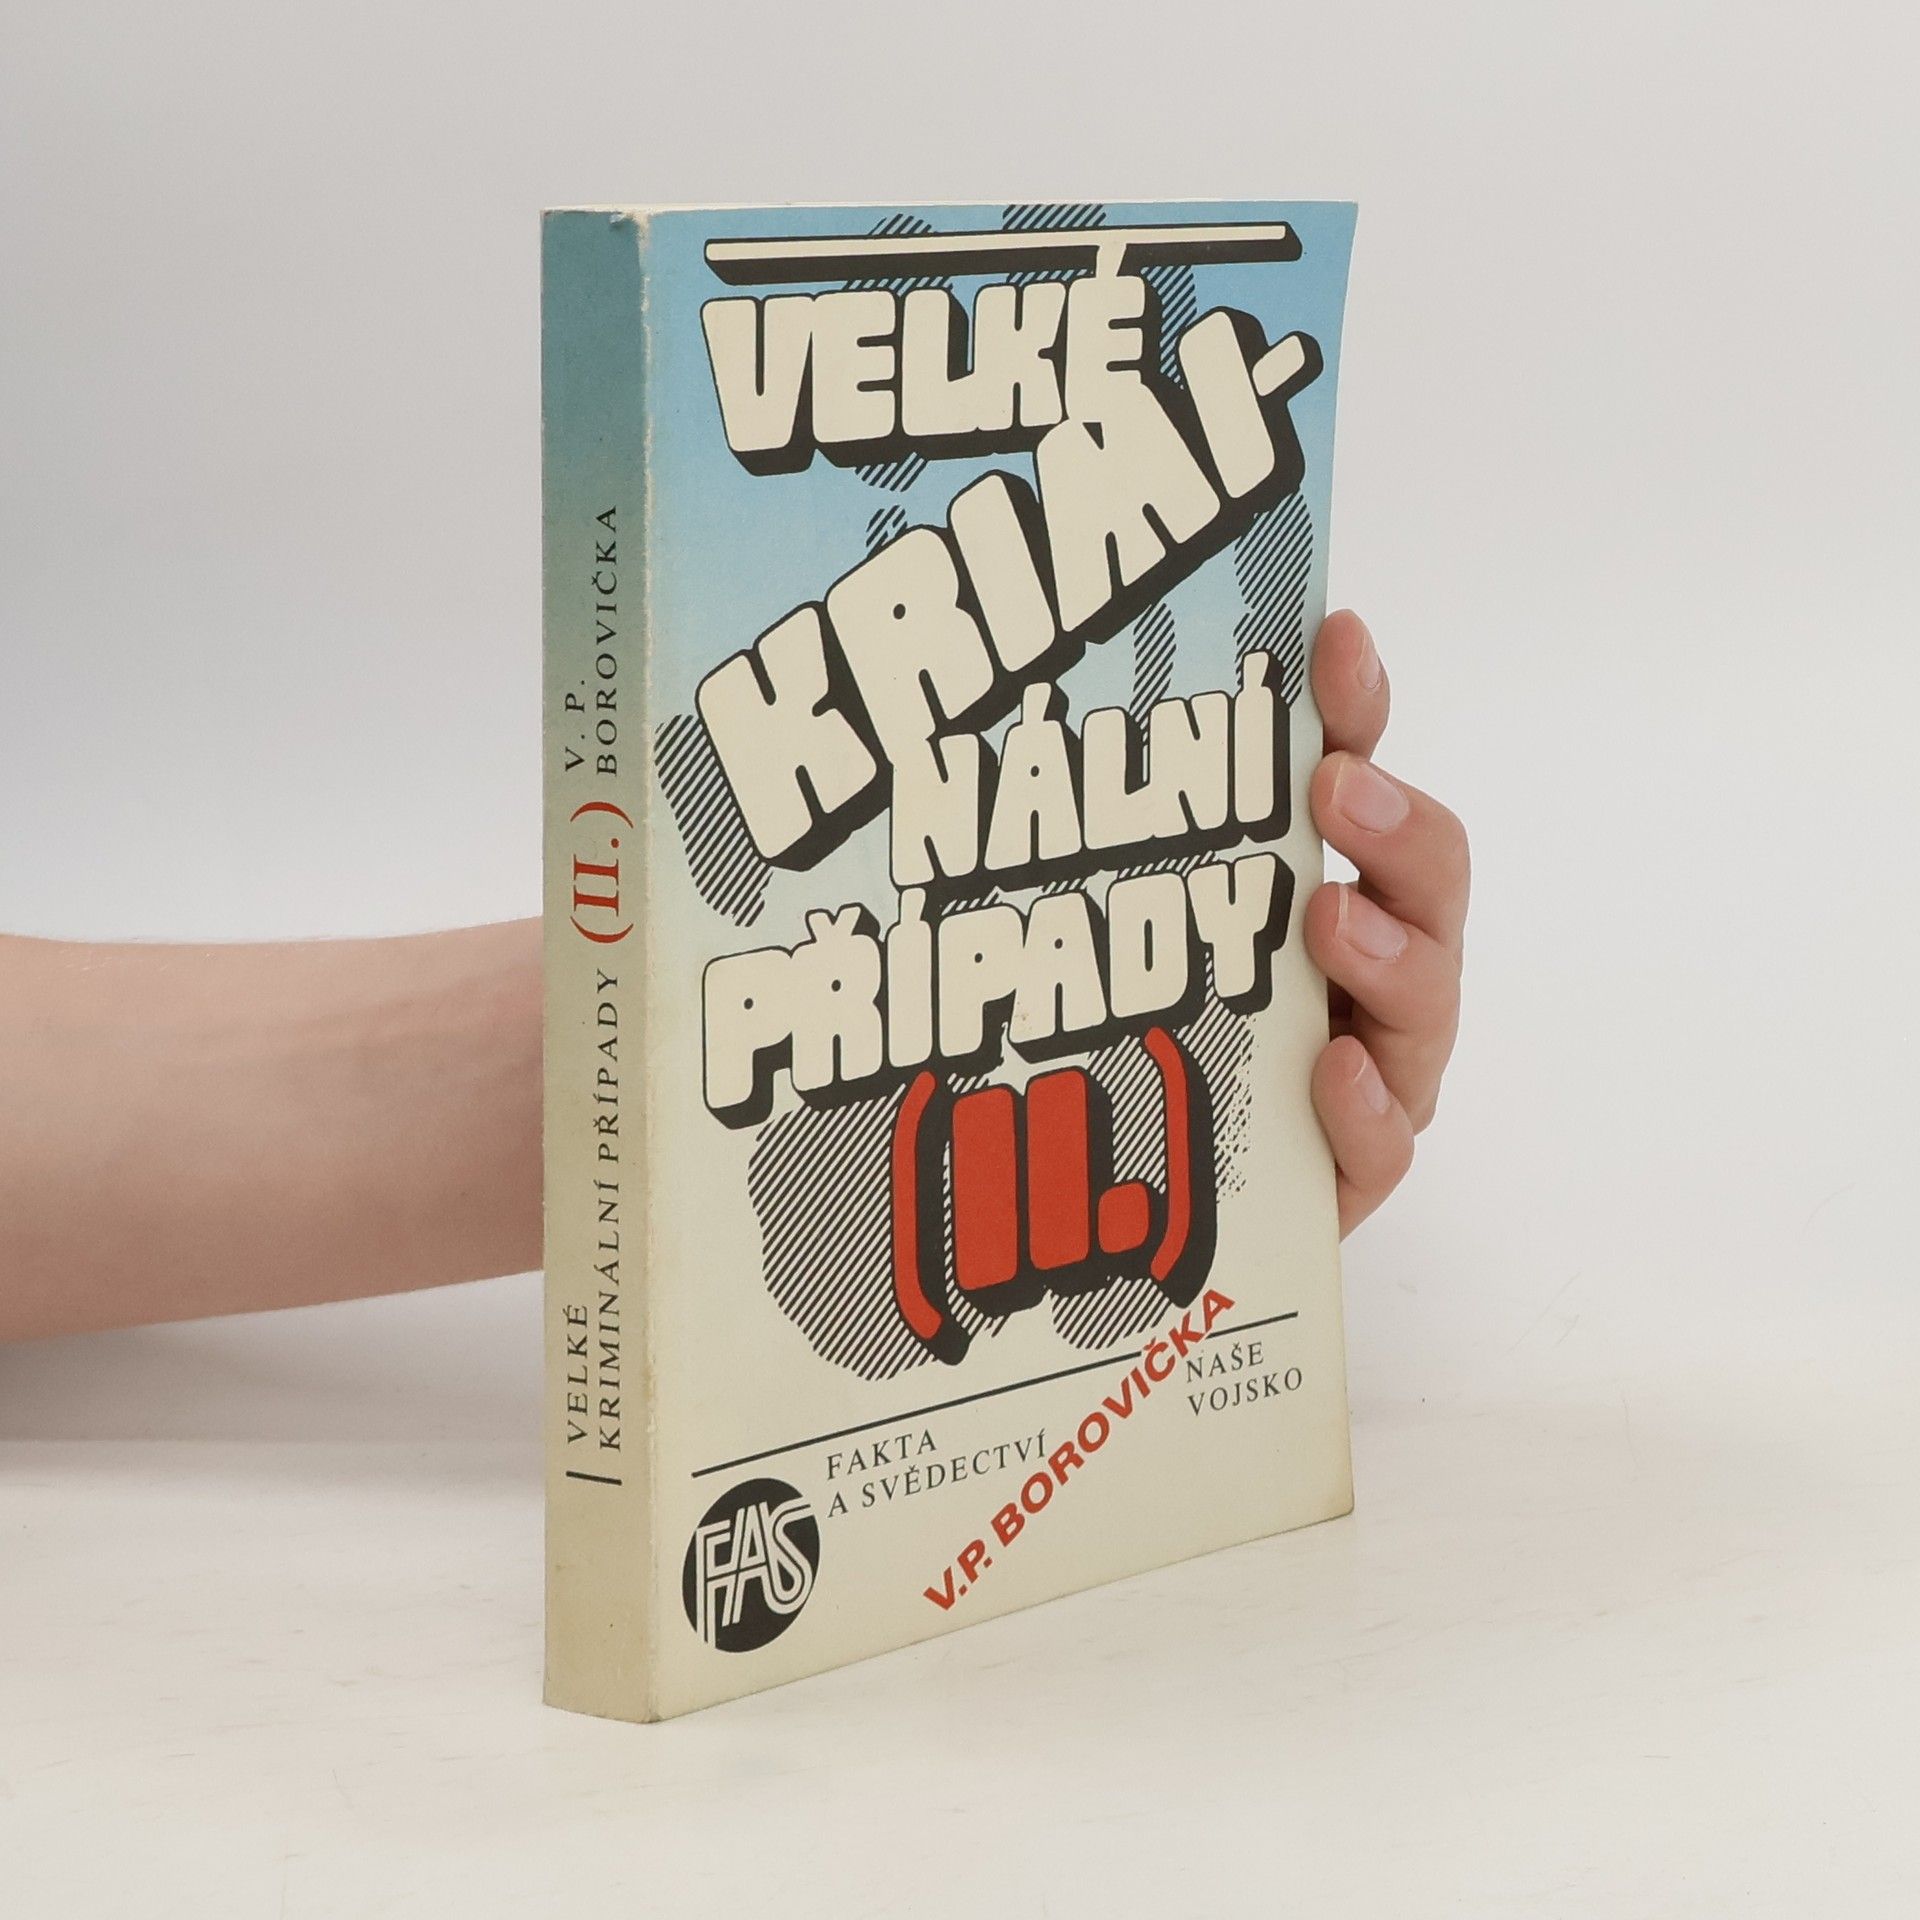 VELKÉ
KRIMI-
NÁLNÍ
PŘÍPADY
(II.)
V.P. BOROVIČKA
NAŠE
VOJSKO
FAKTA
A SVĚDECTVÍ
FAS
VELKÉ
KRIMINÁLNÍ PŘÍPADY (II.) V. P.
BOROVIČKA